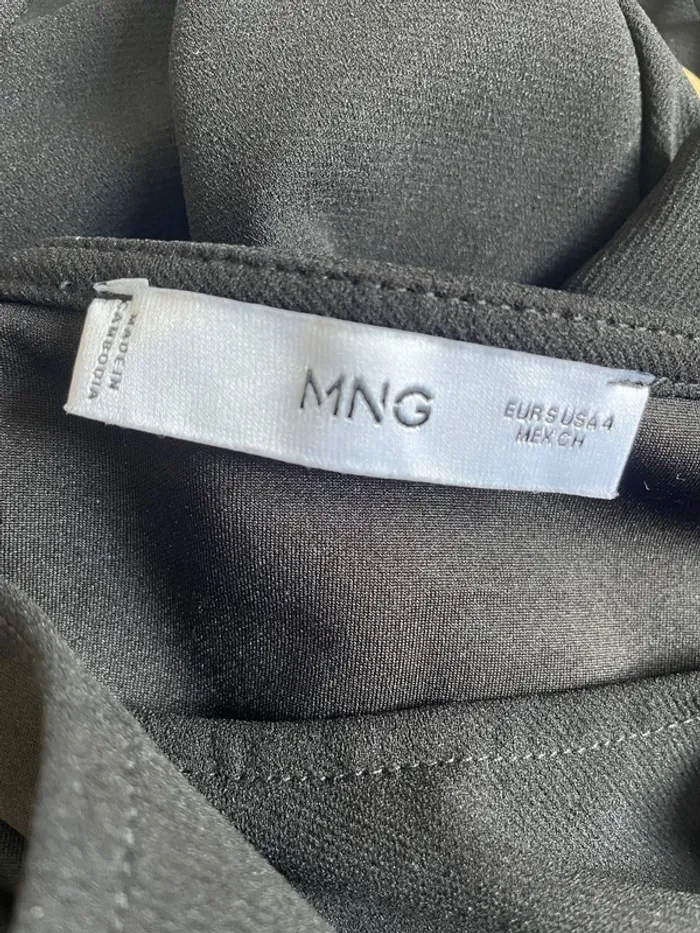 MADE IN
CAMBODIA
MNG
EUR S USA 4
MEX CH